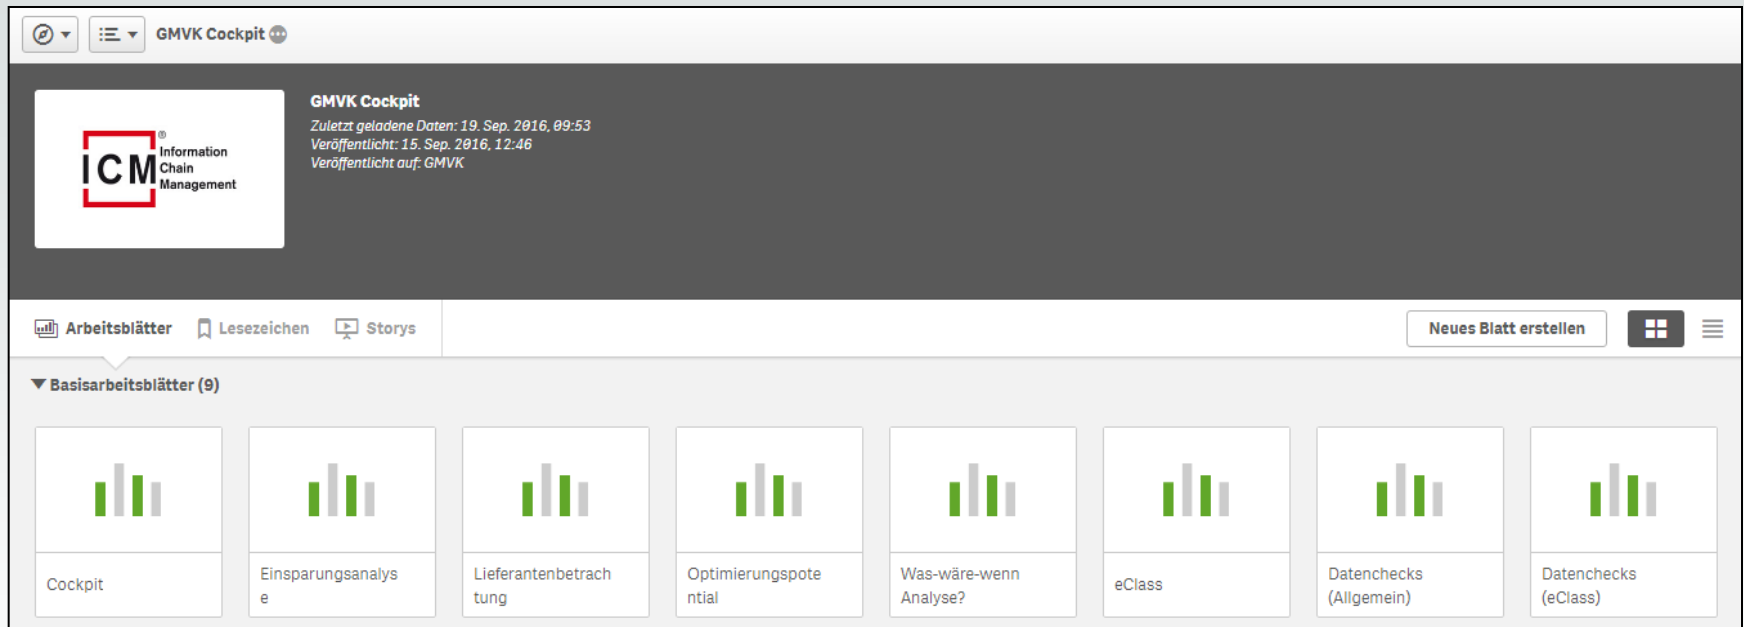 GMVK Cockpit
ICM
®
Information
Chain
Management
GMVK Cockpit
Zuletzt geladene Daten: 19. Sep. 2016, 09:53
Veröffentlicht: 15. Sep. 2016, 12:46
Veröffentlicht auf: GMVK
Arbeitsblätter Lesezeichen Storys
Neues Blatt erstellen
Basisarbeitsblätter (9)
Cockpit
Einsparungsanalys
e
Lieferantenbetrach
tung
Optimierungspote
ntial
Was-wäre-wenn
Analyse?
eClass
Datenchecks
(Allgemein)
Datenchecks
(eClass)